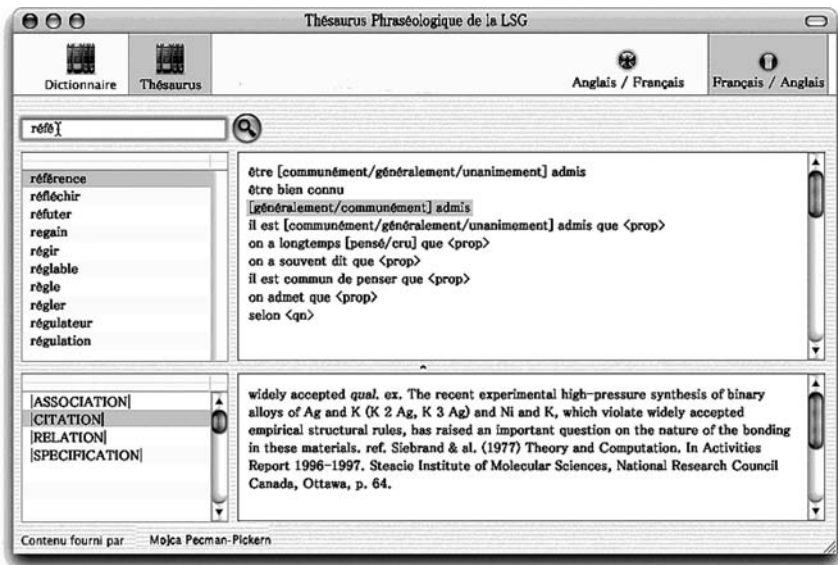 Thésaurus Phraséologique de la LSG
Dictionnaire
Thésaurus
Anglais / Français
Français / Anglais
réfé
référence
réfléchir
réfuter
regain
régir
réglable
règle
régler
régulateur
régulation
être [communément/généralement/unanimement] admis
être bien connu
[généralement/communément] admis
il est [communément/généralement/unanimement] admis que <prop>
on a longtemps [pensé/cru] que <prop>
on a souvent dit que <prop>
il est commun de penser que <prop>
on admet que <prop>
selon <qn>
|ASSOCIATION|
|CITATION|
|RELATION|
|SPECIFICATION|
widely accepted qual. ex. The recent experimental high-pressure synthesis of binary
alloys of Ag and K (K 2 Ag, K 3 Ag) and Ni and K, which violate widely accepted
empirical structural rules, has raised an important question on the nature of the bonding
in these materials. ref. Siebrand & al. (1977) Theory and Computation. In Activities
Report 1996-1997. Steacie Institute of Molecular Sciences, National Research Council
Canada, Ottawa, p. 64.
Contenu fourni par Mojca Pecman-Pickern